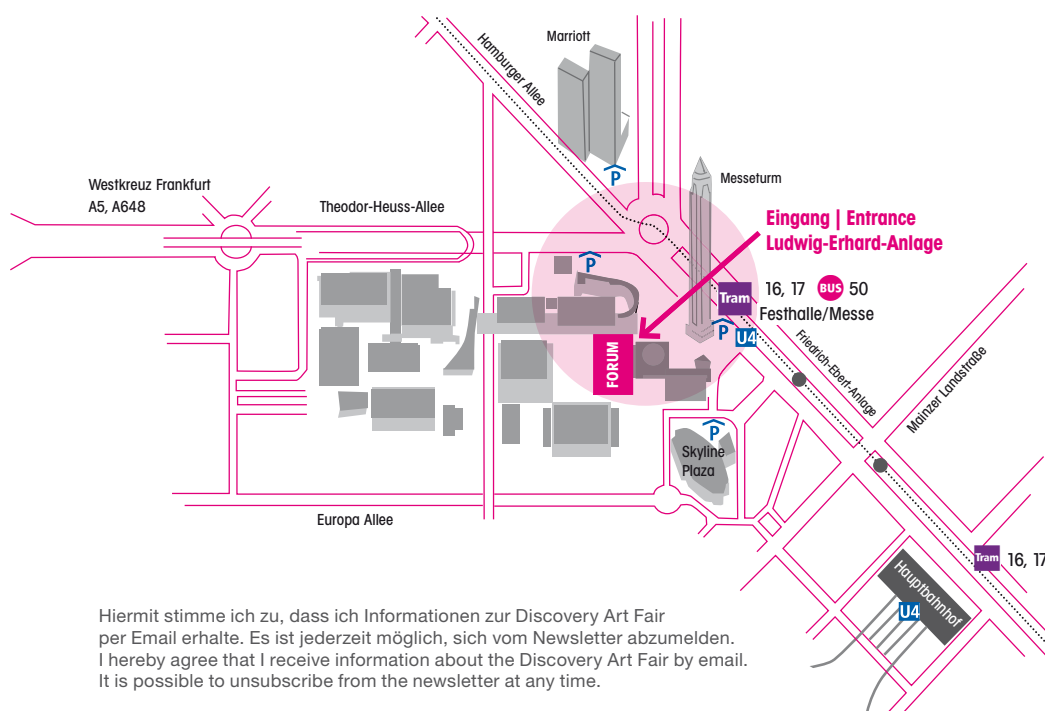 Marriott
Hamburger Allee
P
Messeturm
Westkreuz Frankfurt
A5, A648
Theodor-Heuss-Allee
Eingang | Entrance
Ludwig-Erhard-Anlage
P
Tram 16, 17 BUS 50
Festhalle/Messe
P U4
FORUM
Friedrich-Ebert-Anlage
Mainzer Landstraße
P
Skyline
Plaza
Europa Allee
Tram 16, 17
Hauptbahnhof
U4
Hiermit stimme ich zu, dass ich Informationen zur Discovery Art Fair
per Email erhalte. Es ist jederzeit möglich, sich vom Newsletter abzumelden.
I hereby agree that I receive information about the Discovery Art Fair by email.
It is possible to unsubscribe from the newsletter at any time.